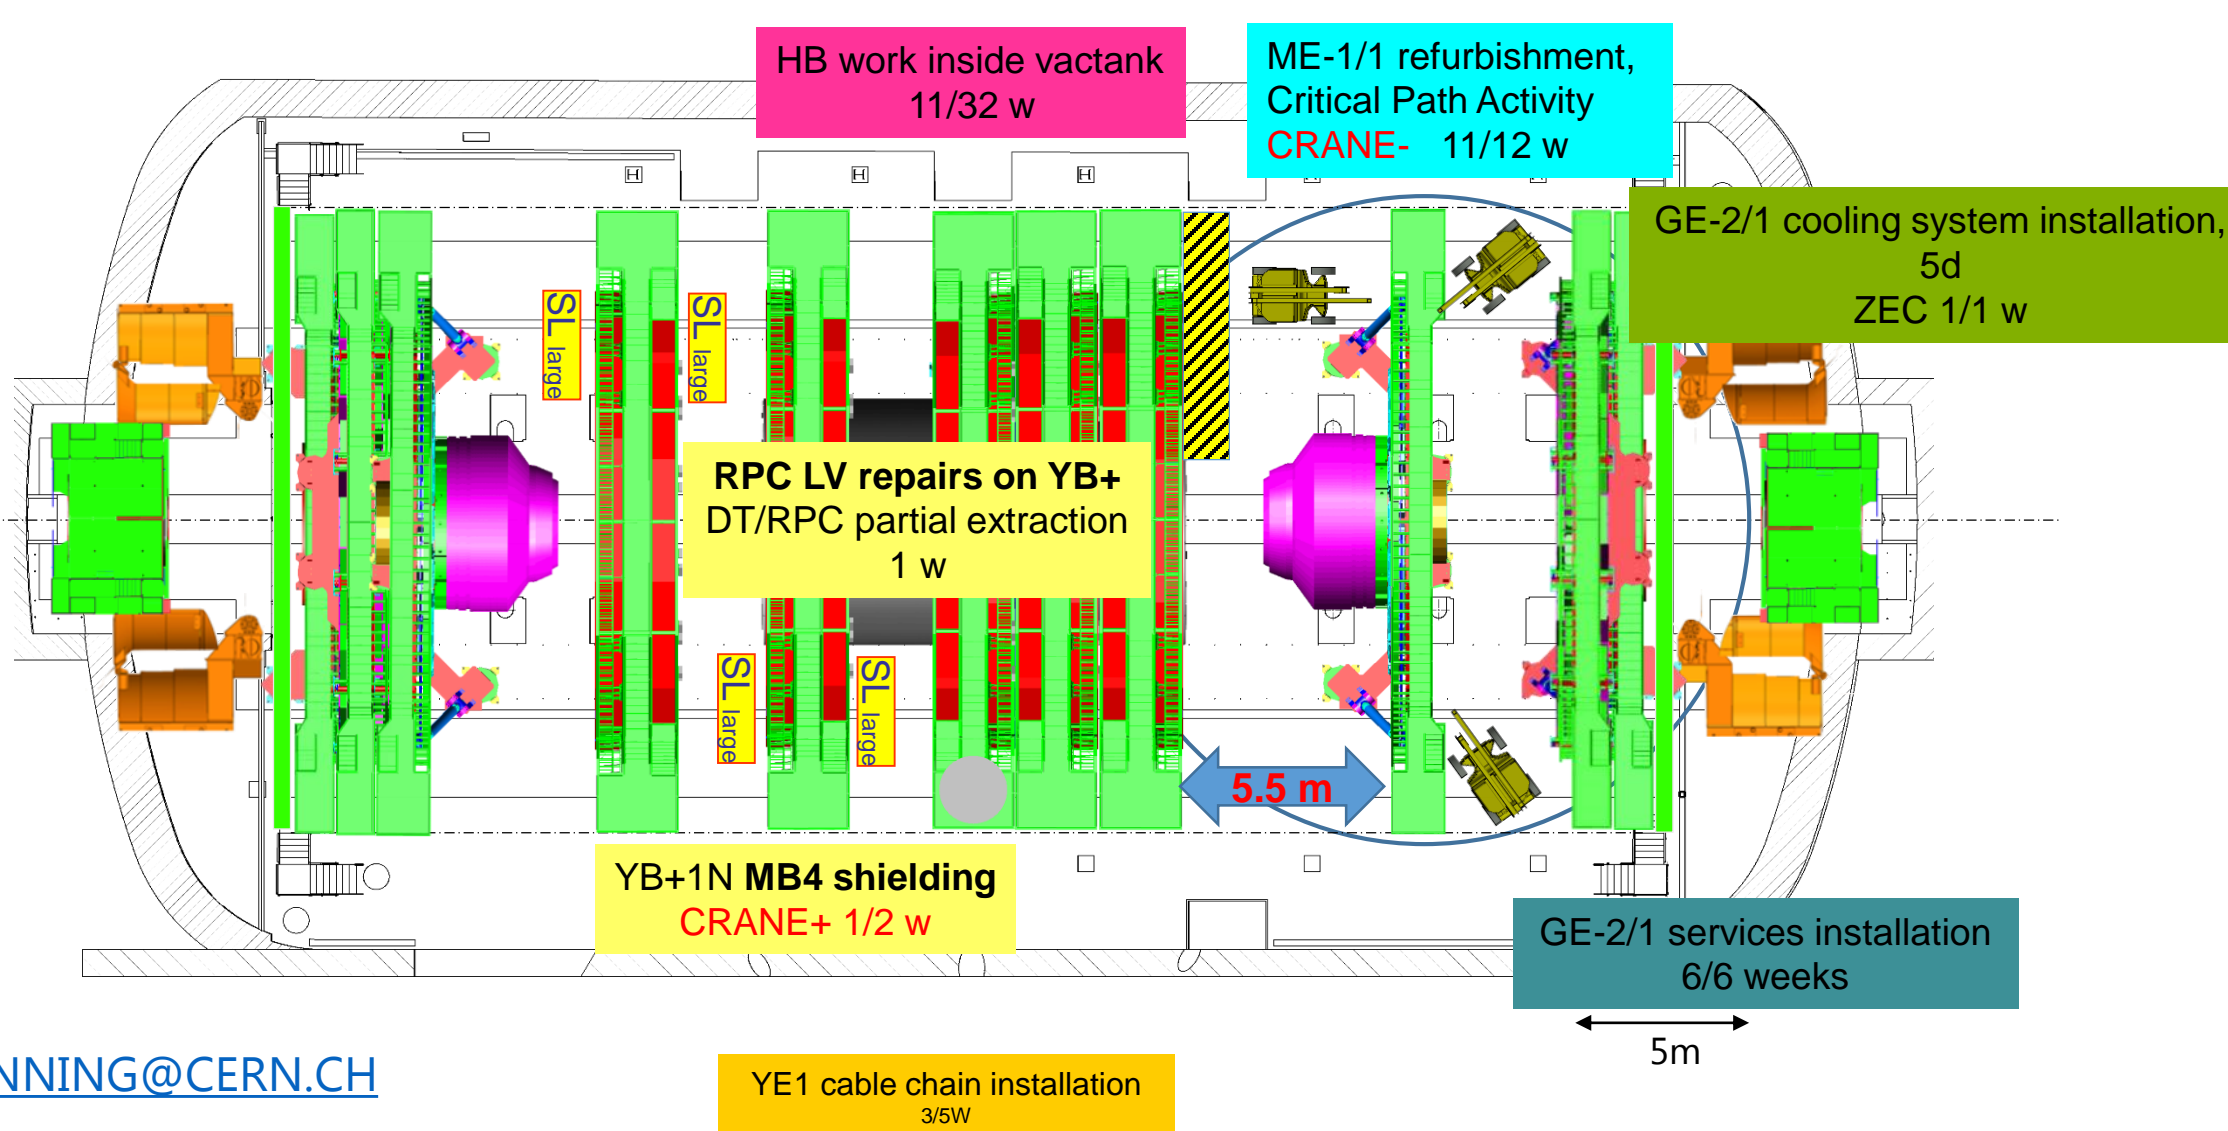 HB work inside vactank
11/32 w
ME-1/1 refurbishment,
Critical Path Activity
CRANE- 11/12 w
GE-2/1 cooling system installation,
5d
ZEC 1/1 w
H
H
H
SL large
SL large
RPC LV repairs on YB+
DT/RPC partial extraction
1 w
SL large
SL large
5.5 m
YB+1N MB4 shielding
CRANE+ 1/2 w
GE-2/1 services installation
6/6 weeks
5m
NNING@CERN.CH
YE1 cable chain installation
3/5W